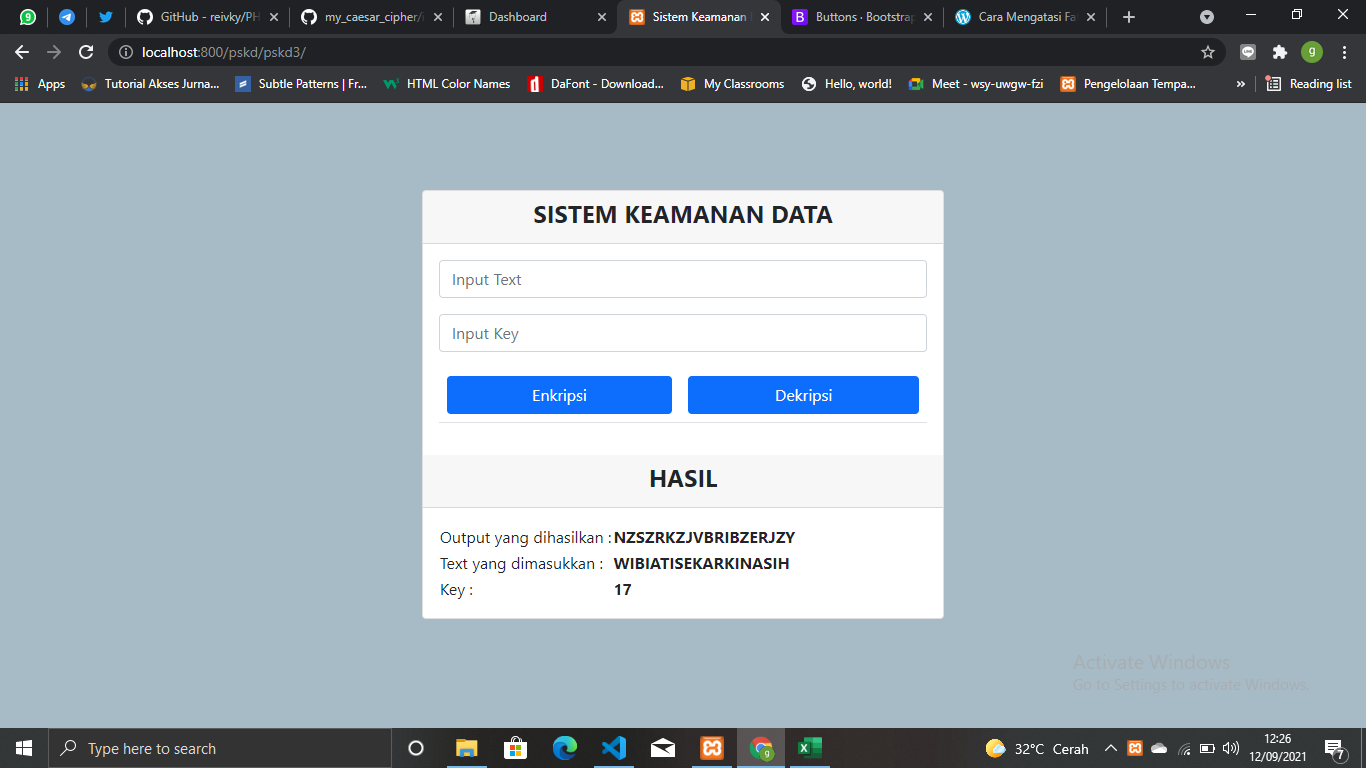 9
GitHub - reivky/PH
my_caesar_cipher/
Dashboard
Sistem Keamanan
Buttons · Bootstrap
Cara Mengatasi Fa
localhost:800/pskd/pskd3/
g
Apps
Tutorial Akses Jurna...
Subtle Patterns | Fr...
HTML Color Names
DaFont - Download...
My Classrooms
Hello, world!
Meet - wsy-uwgw-fzi
Pengelolaan Tempa...
»
Reading list
SISTEM KEAMANAN DATA
Input Text
Input Key
Enkripsi
Dekripsi
HASIL
Output yang dihasilkan : NZSZRKZJVBRIBZERJZY
Text yang dimasukkan : WIBIATISEKARKINASIH
Key : 17
Activate Windows
Go to Settings to activate Windows.
Type here to search
32°C Cerah
12:26
12/09/2021
7